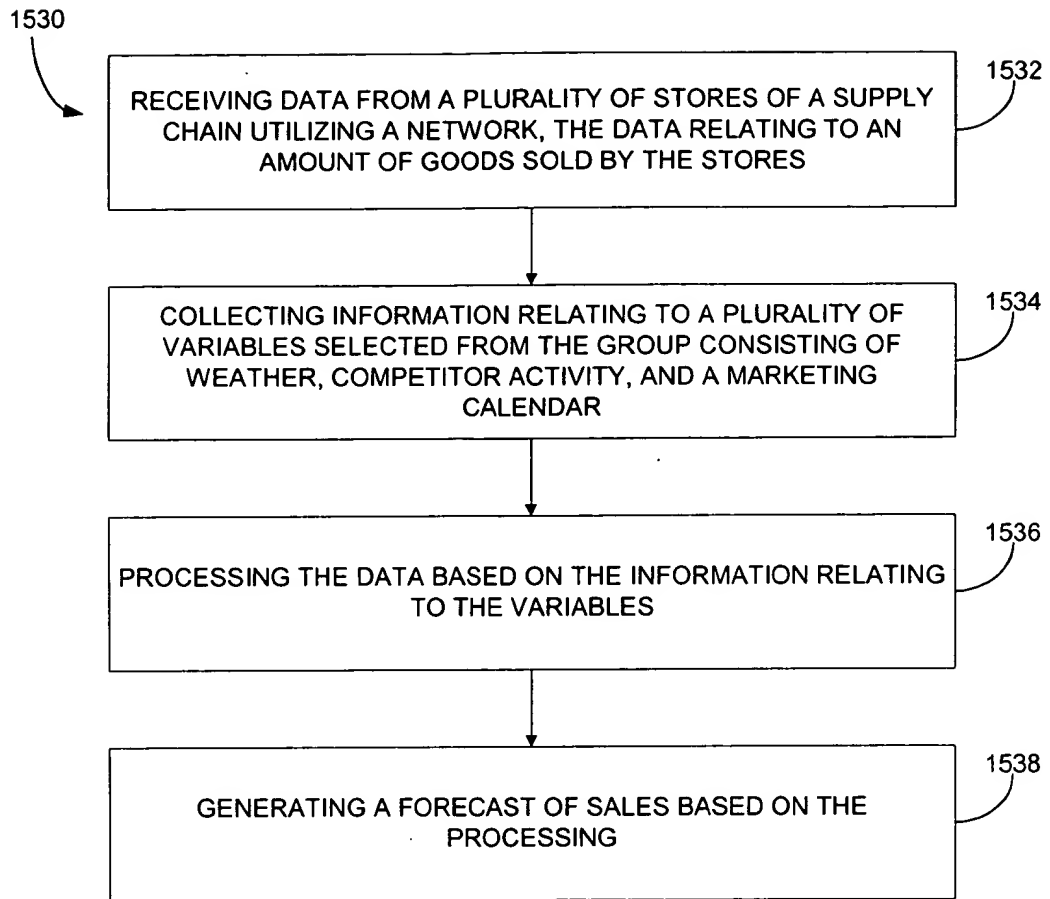 1530
1532
RECEIVING DATA FROM A PLURALITY OF STORES OF A SUPPLY
CHAIN UTILIZING A NETWORK, THE DATA RELATING TO AN
AMOUNT OF GOODS SOLD BY THE STORES
1534
COLLECTING INFORMATION RELATING TO A PLURALITY OF
VARIABLES SELECTED FROM THE GROUP CONSISTING OF
WEATHER, COMPETITOR ACTIVITY, AND A MARKETING
CALENDAR
1536
PROCESSING THE DATA BASED ON THE INFORMATION RELATING
TO THE VARIABLES
1538
GENERATING A FORECAST OF SALES BASED ON THE
PROCESSING